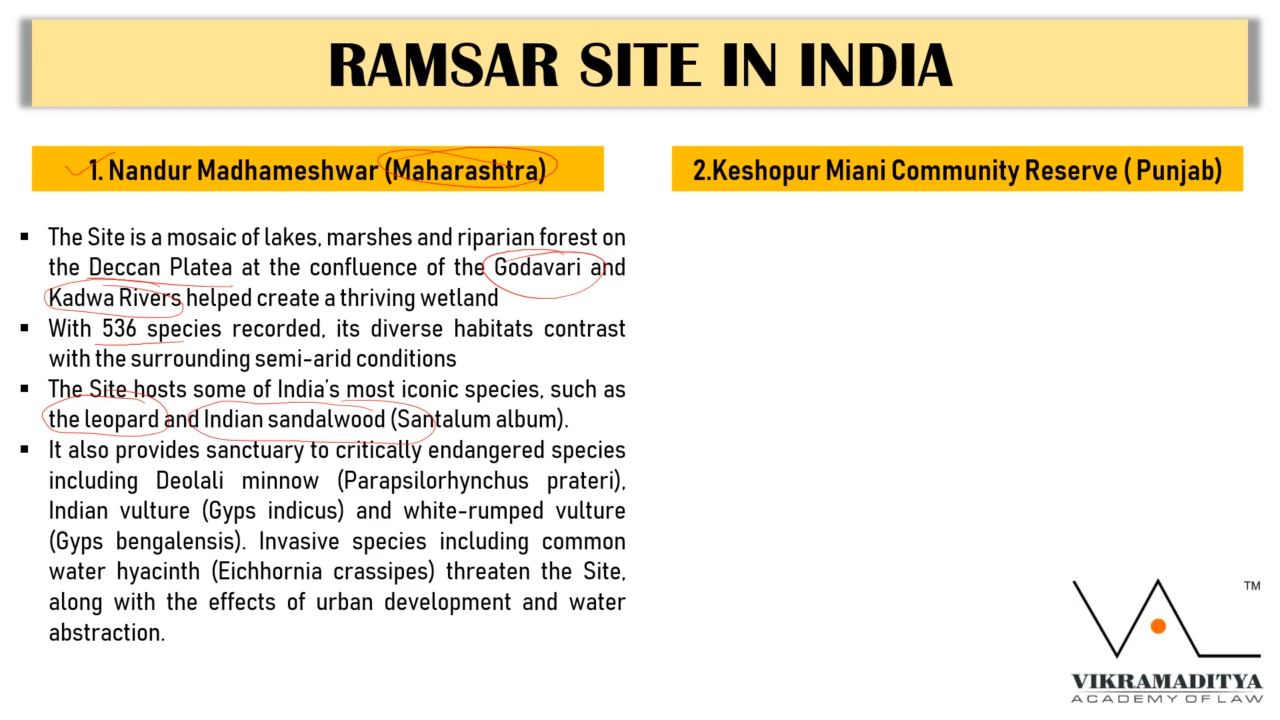 RAMSAR SITE IN INDIA
1. Nandur Madhameshwar (Maharashtra)
The Site is a mosaic of lakes, marshes and riparian forest on
the Deccan Platea at the confluence of the Godavari and
Kadwa Rivers helped create a thriving wetland
With 536 species recorded, its diverse habitats contrast
with the surrounding semi-arid conditions
The Site hosts some of India's most iconic species, such as
the leopard and Indian sandalwood (Santalum album).
It also provides sanctuary to critically endangered species
including Deolali minnow (Parapsilorhynchus prateri),
Indian vulture (Gyps indicus) and white-rumped vulture
(Gyps bengalensis). Invasive species including common
water hyacinth (Eichhornia crassipes) threaten the Site,
along with the effects of urban development and water
abstraction.
2.Keshopur Miani Community Reserve ( Punjab)
TM
VIKRAMADITYA
ACADEMY OF LAW